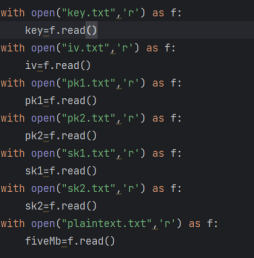 with open("key.txt",'r') as f:
    key=f.read()
with open("iv.txt",'r') as f:
    iv=f.read()
with open("pk1.txt",'r') as f:
    pk1=f.read()
with open("pk2.txt",'r') as f:
    pk2=f.read()
with open("sk1.txt",'r') as f:
    sk1=f.read()
with open("sk2.txt",'r') as f:
    sk2=f.read()
with open("plaintext.txt",'r') as f:
    fiveMb=f.read()